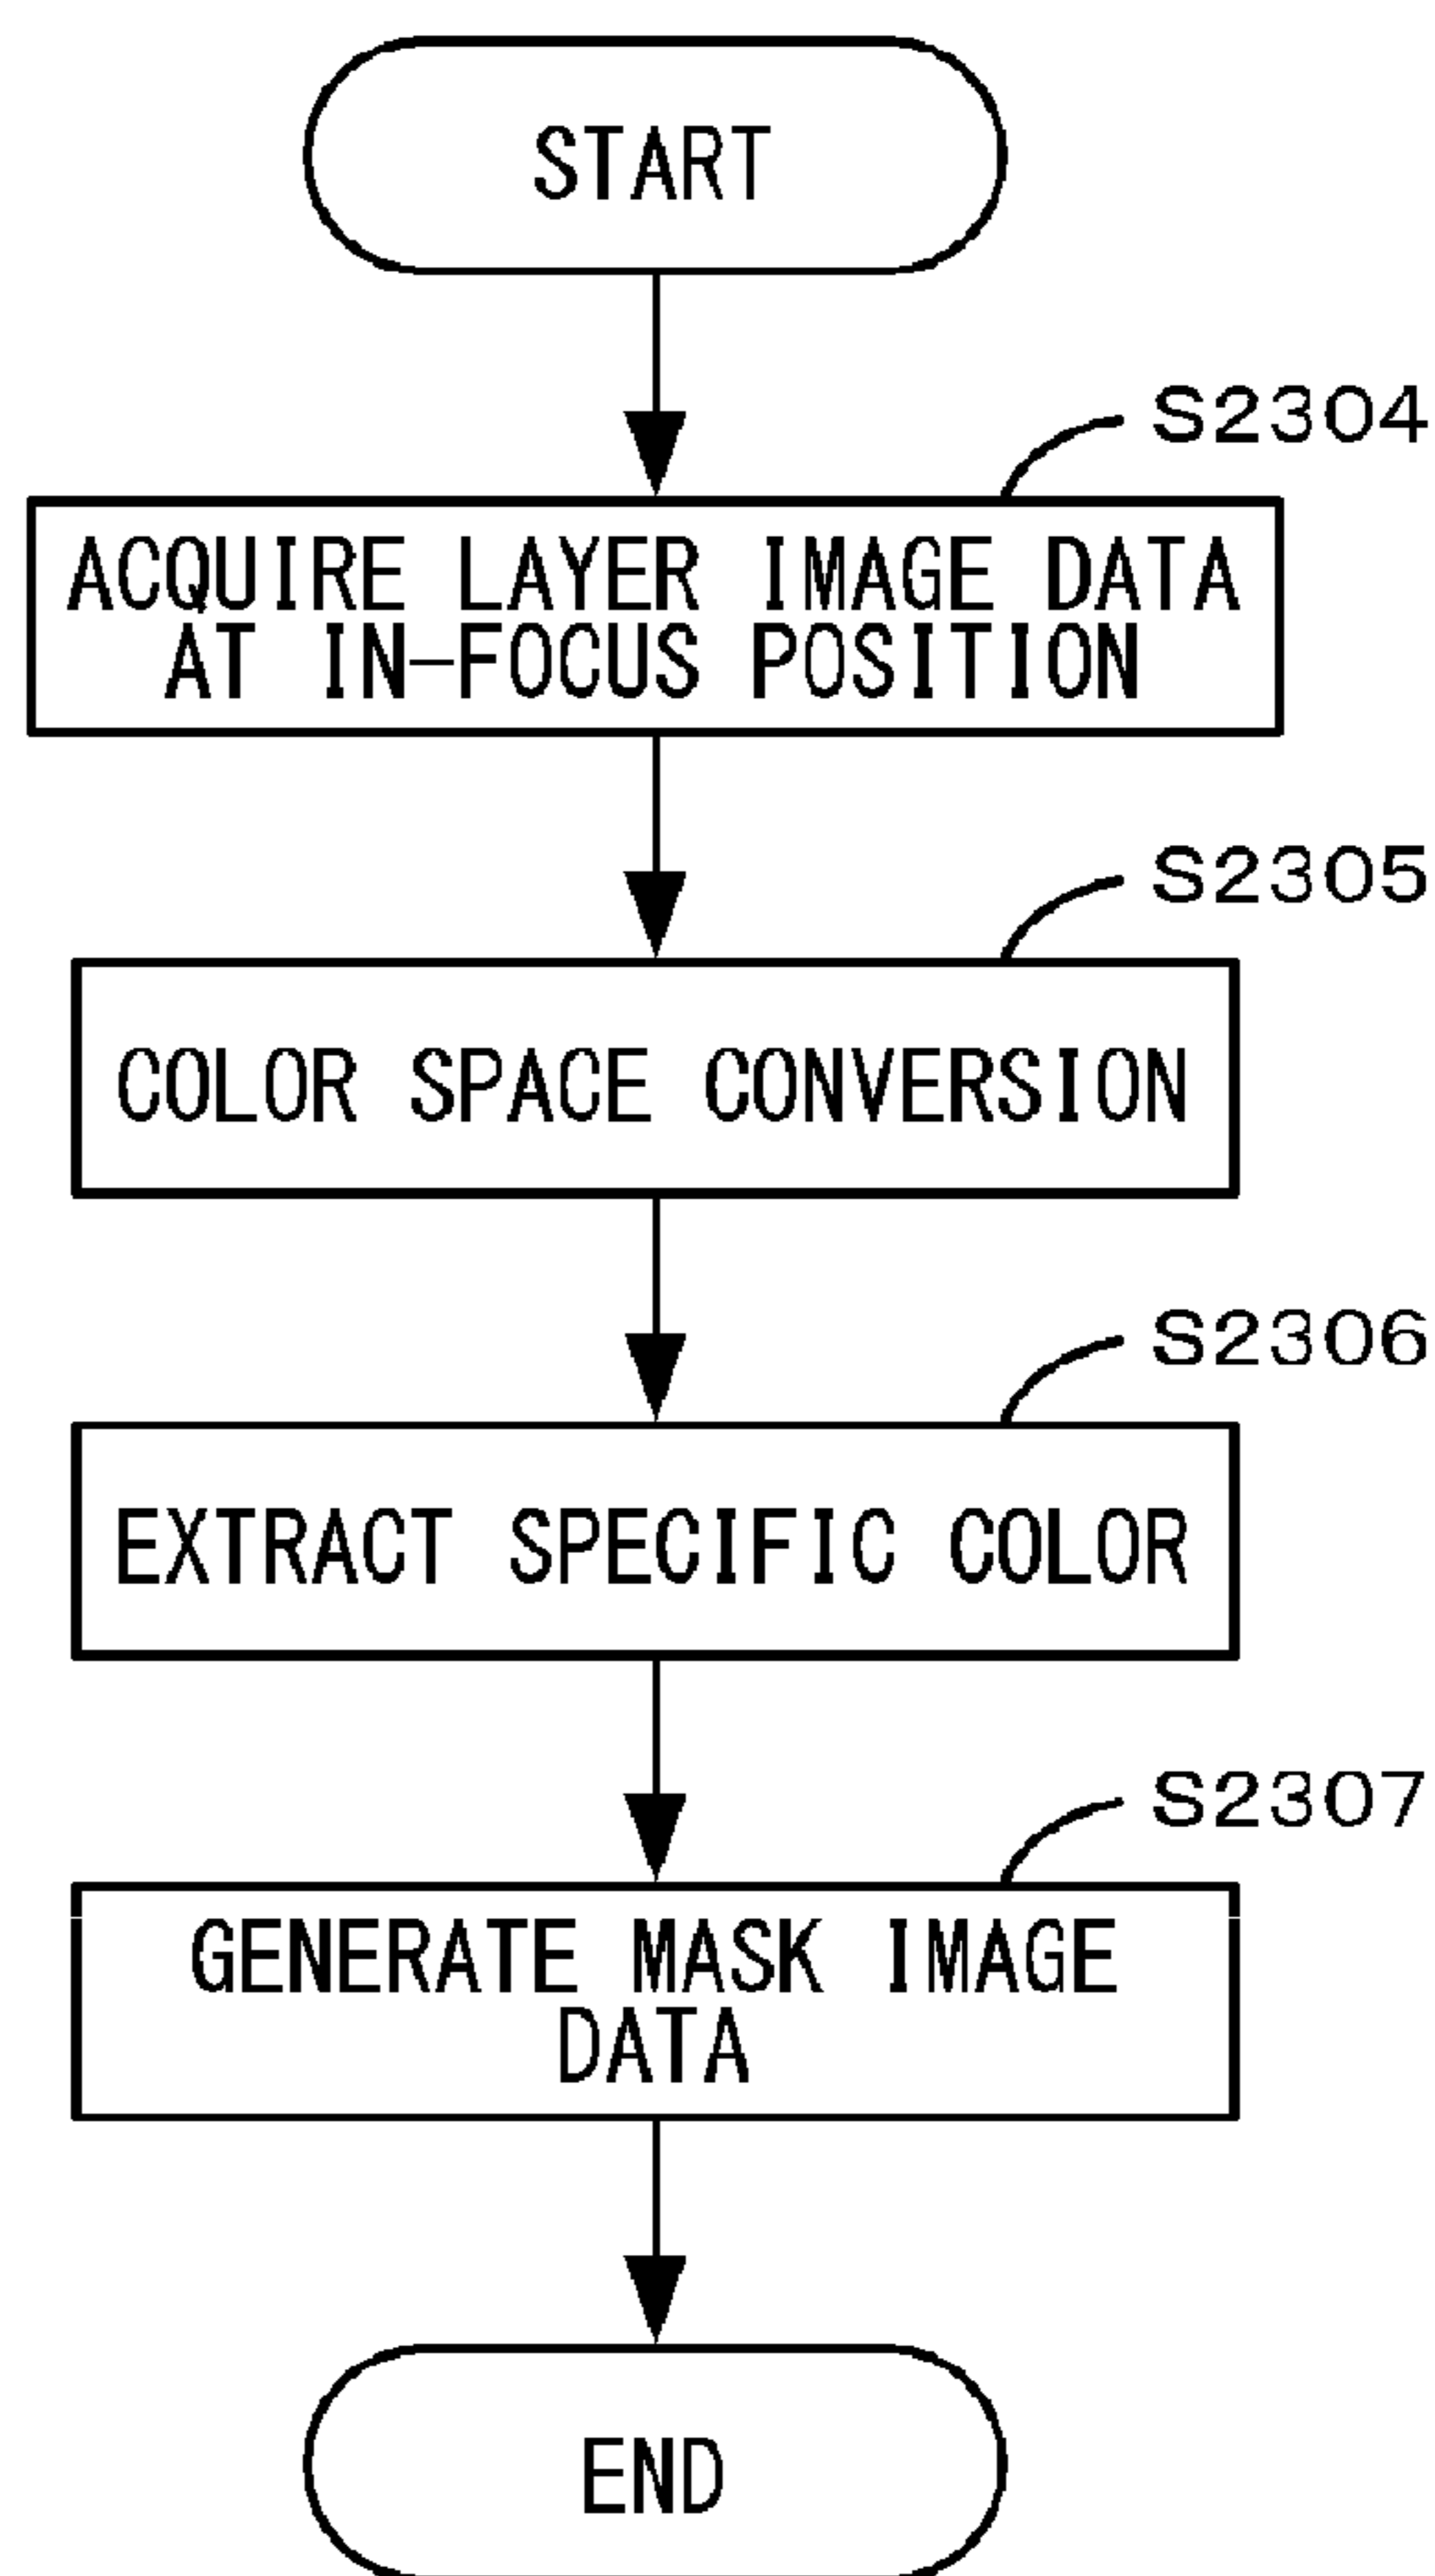 START
S2304
ACQUIRE LAYER IMAGE DATA
AT IN-FOCUS POSITION
S2305
COLOR SPACE CONVERSION
S2306
EXTRACT SPECIFIC COLOR
S2307
GENERATE MASK IMAGE
DATA
END